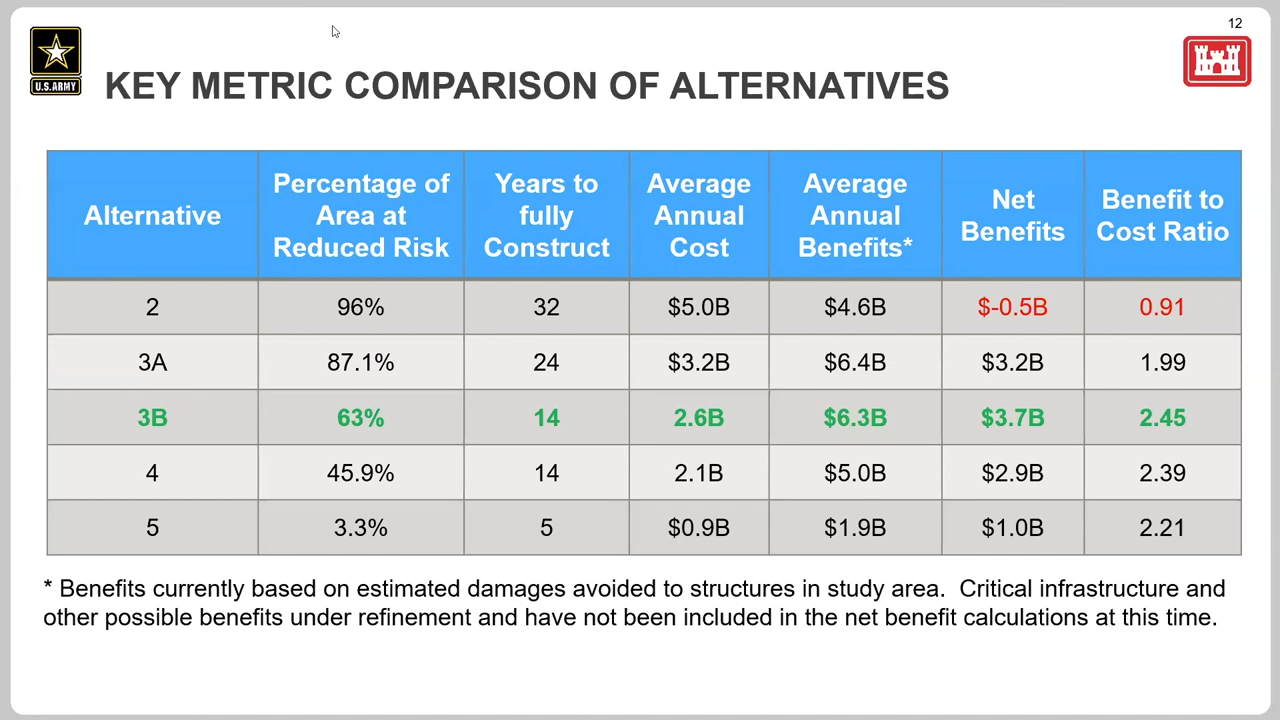 12
U.S.ARMY
KEY METRIC COMPARISON OF ALTERNATIVES
Alternative
Percentage of
Area at
Reduced Risk
Years to
fully
Construct
Average
Annual
Cost
Average
Annual
Benefits*
Net
Benefits
Benefit to
Cost Ratio
2 96% 32 $5.0B $4.6B $-0.5B 0.91
3A 87.1% 24 $3.2B $6.4B $3.2B 1.99
3B 63% 14 2.6B $6.3B $3.7B 2.45
4 45.9% 14 2.1B $5.0B $2.9B 2.39
5 3.3% 5 $0.9B $1.9B $1.0B 2.21
* Benefits currently based on estimated damages avoided to structures in study area.  Critical infrastructure and
other possible benefits under refinement and have not been included in the net benefit calculations at this time.